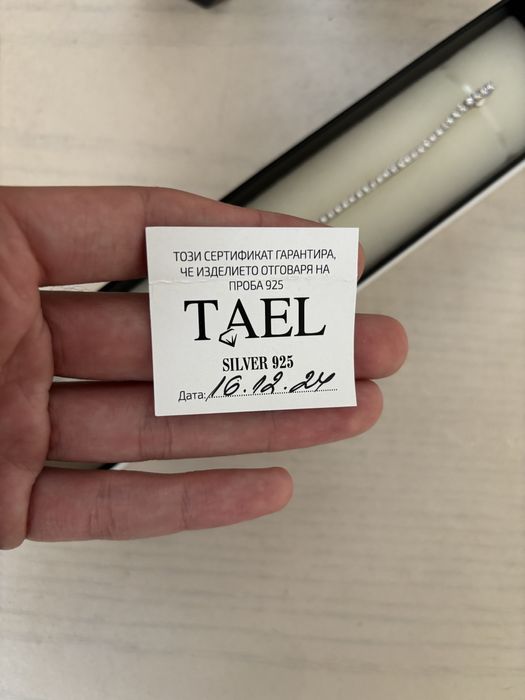 ТОЗИ СЕРТИФИКАТ ГАРАНТИРА,
ЧЕ ИЗДЕЛИЕТО ОТГОВАРЯ НА
ПРОБА 925
TAEL
SILVER 925
Дата: 16.12.24